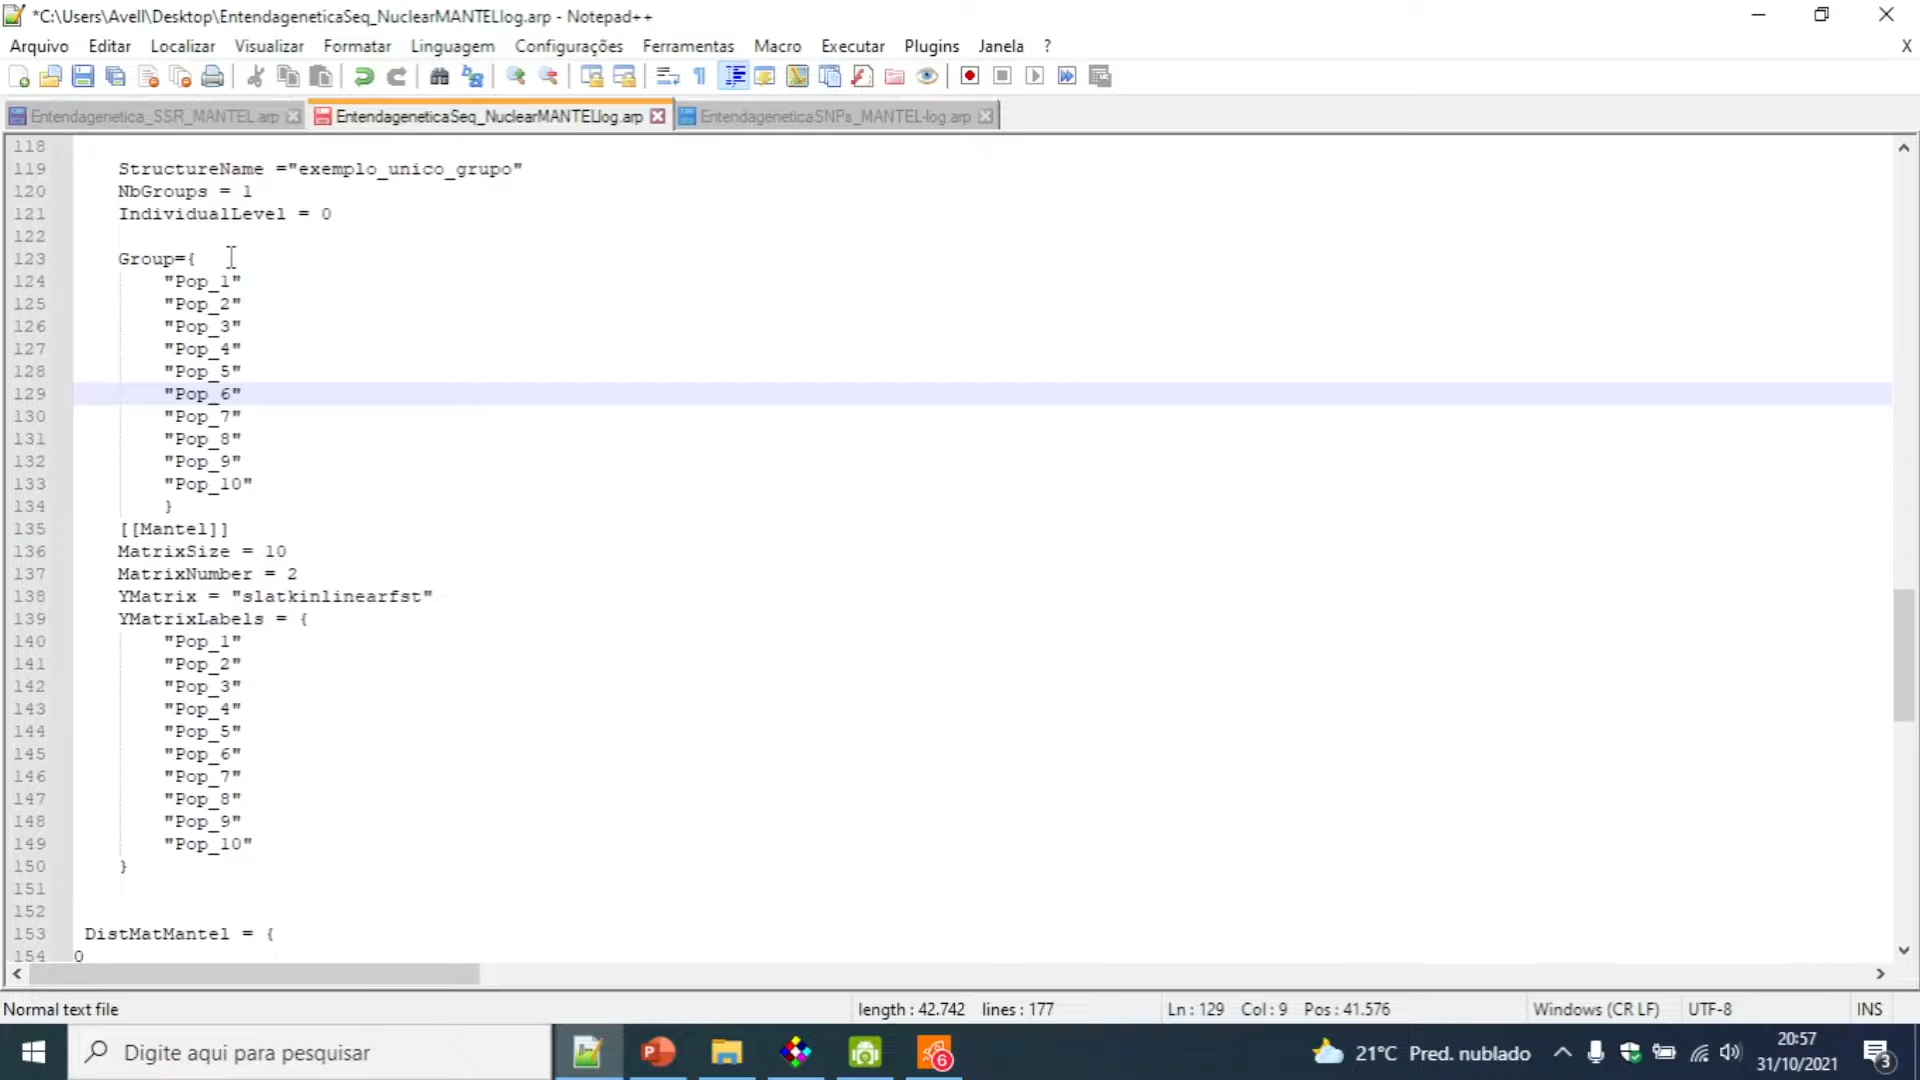 *C:\Users\Avell\Desktop\EntendageneticaSeq_NuclearMANTELlog.arp - Notepad++
Arquivo Editar Localizar Visualizar Formatar Linguagem Configurações Ferramentas Macro Executar Plugins Janela ? X
Entendagenetica_SSR_MANTEL.arp EntendageneticaSeq_NuclearMANTELlog.arp EntendageneticaSNPs_MANTEL-log.arp
118
119 StructureName ="exemplo_unico_grupo"
120 NbGroups = 1
121 IndividualLevel = 0
122
123 Group={
124 "Pop_1"
125 "Pop_2"
126 "Pop_3"
127 "Pop_4"
128 "Pop_5"
129 "Pop_6"
130 "Pop_7"
131 "Pop_8"
132 "Pop_9"
133 "Pop_10"
134 }
135 [[Mantel]]
136 MatrixSize = 10
137 MatrixNumber = 2
138 YMatrix = "slatkinlinearfst"
139 YMatrixLabels = {
140 "Pop_1"
141 "Pop_2"
142 "Pop_3"
143 "Pop_4"
144 "Pop_5"
145 "Pop_6"
146 "Pop_7"
147 "Pop_8"
148 "Pop_9"
149 "Pop_10"
150 }
151
152
153 DistMatMantel = {
154 0
Normal text file length : 42.742 lines : 177 Ln : 129 Col : 9 Pos : 41.576 Windows (CR LF) UTF-8 INS
Digite aqui para pesquisar 6 21°C Pred. nublado 20:57
31/10/2021 3